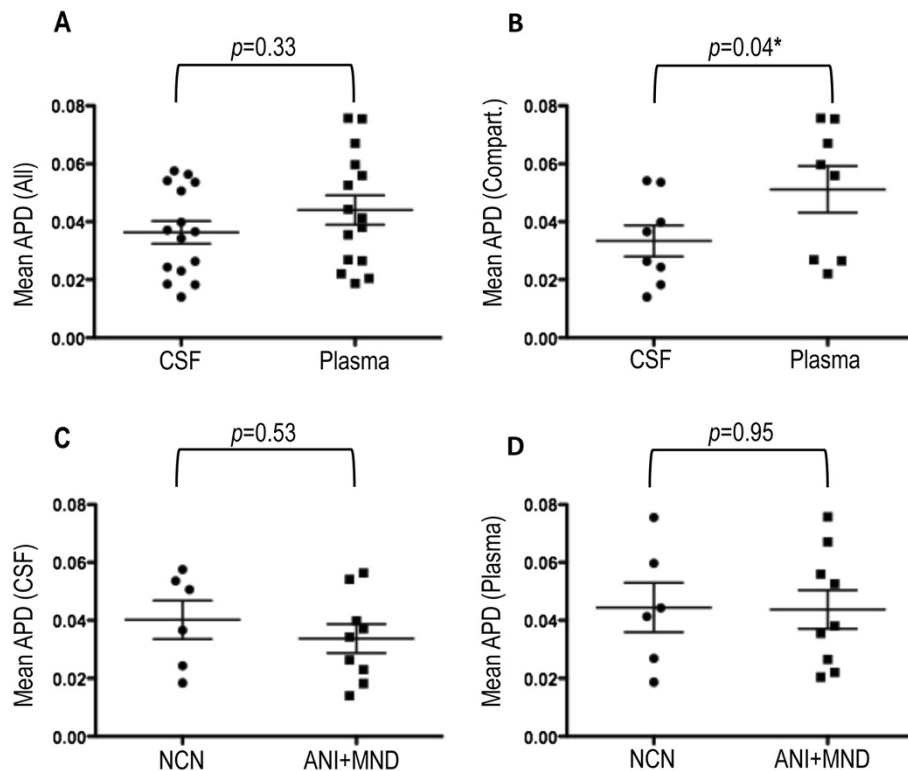 A
p=0.33
Mean APD (All)
0.08
0.06
0.04
0.02
0.00
CSF Plasma
B
p=0.04*
Mean APD (Compart.)
0.08
0.06
0.04
0.02
0.00
CSF Plasma
C
p=0.53
Mean APD (CSF)
0.08
0.06
0.04
0.02
0.00
NCN ANI+MND
D
p=0.95
Mean APD (Plasma)
0.08
0.06
0.04
0.02
0.00
NCN ANI+MND